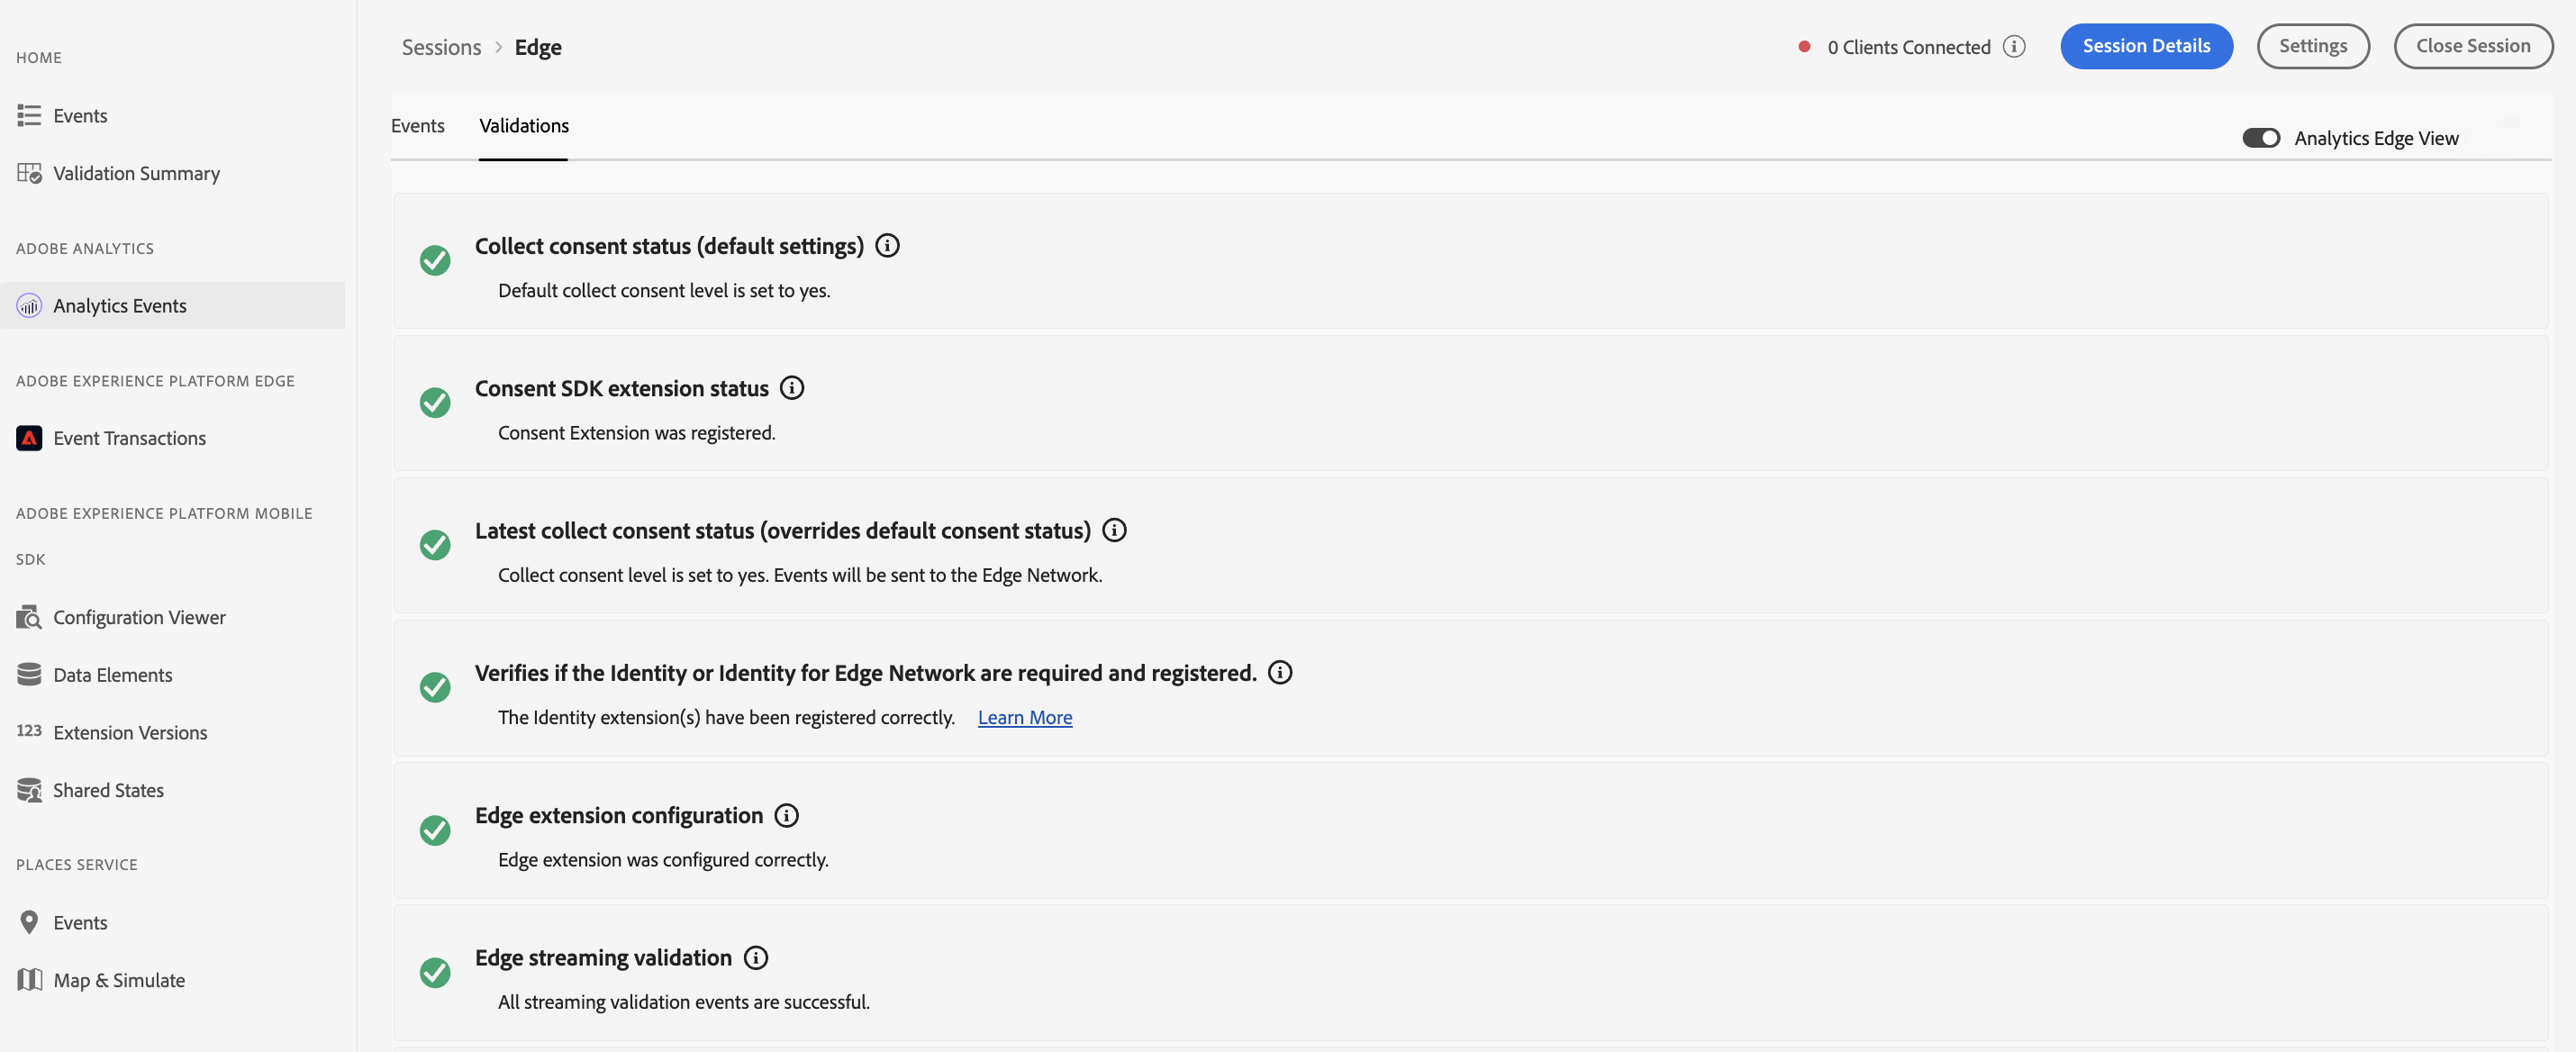 HOME
Events
Validation Summary
ADOBE ANALYTICS
Analytics Events
ADOBE EXPERIENCE PLATFORM EDGE
Event Transactions
ADOBE EXPERIENCE PLATFORM MOBILE
SDK
Configuration Viewer
Data Elements
123 Extension Versions
Shared States
PLACES SERVICE
Events
Map & Simulate
Sessions > Edge
0 Clients Connected
Session Details
Settings
Close Session
Events
Validations
Analytics Edge View
Collect consent status (default settings)
Default collect consent level is set to yes.
Consent SDK extension status
Consent Extension was registered.
Latest collect consent status (overrides default consent status)
Collect consent level is set to yes. Events will be sent to the Edge Network.
Verifies if the Identity or Identity for Edge Network are required and registered.
The Identity extension(s) have been registered correctly. Learn More
Edge extension configuration
Edge extension was configured correctly.
Edge streaming validation
All streaming validation events are successful.